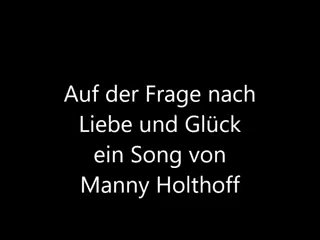 Auf der Frage nach
Liebe und Glück
ein Song von
Manny Holthoff